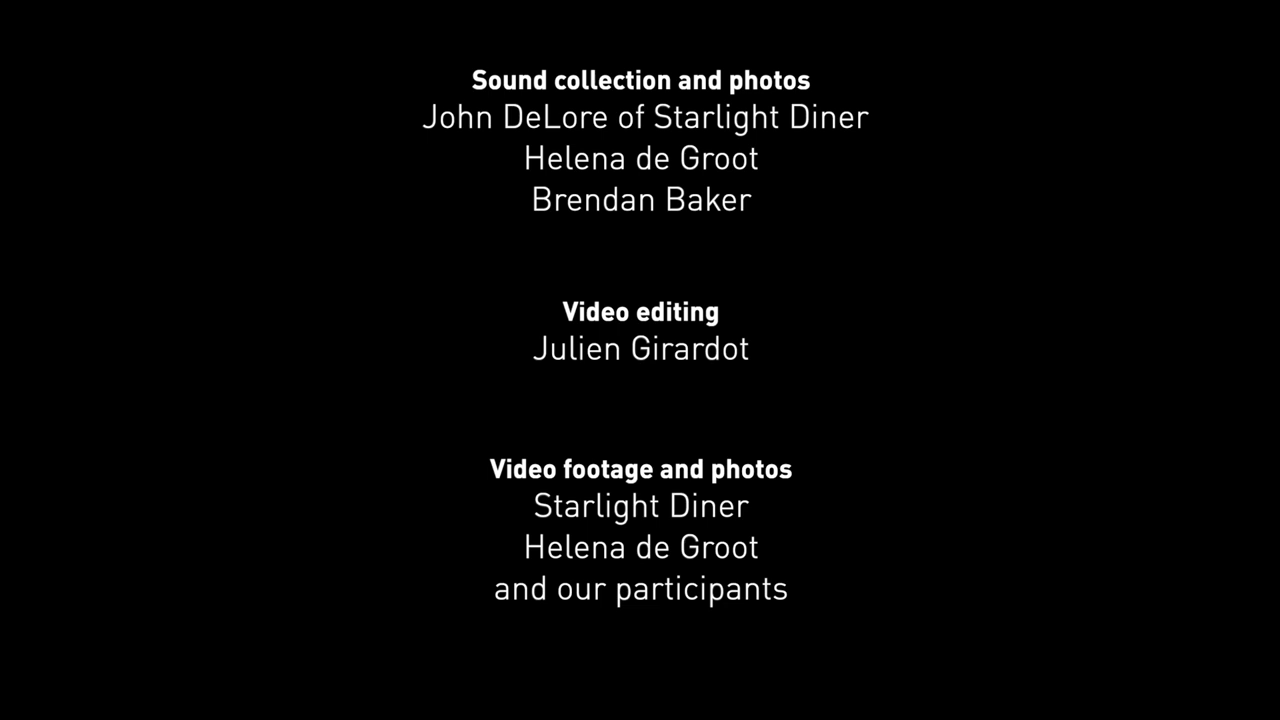 Sound collection and photos
John DeLore of Starlight Diner
Helena de Groot
Brendan Baker
Video editing
Julien Girardot
Video footage and photos
Starlight Diner
Helena de Groot
and our participants